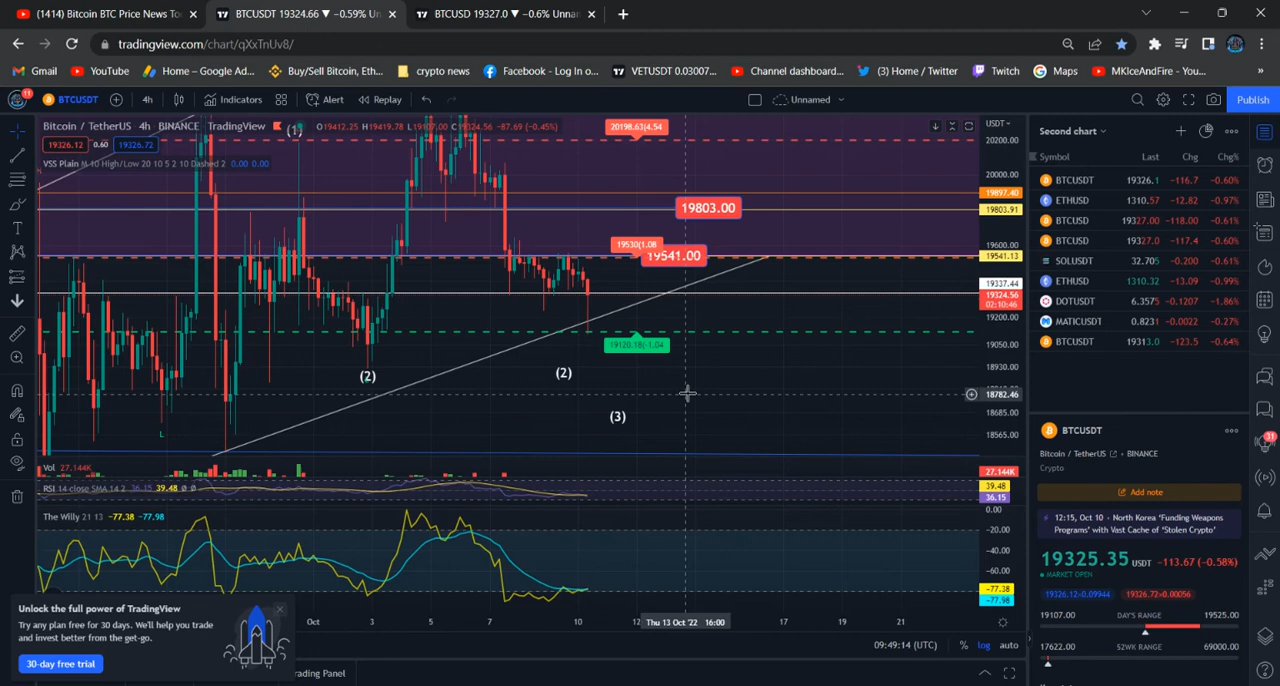 (1414) Bitcoin BTC Price News To
BTCUSDT 19324.66 ▼ −0.59% Un
BTCUSD 19327.0 ▼ −0.6% Unna
tradingview.com/chart/qXxTnUv8/
Gmail YouTube Home – Google Ad... Buy/Sell Bitcoin, Et... crypto news Facebook - Log In o... VETUSDT 0.03007... Channel dashboard... (3) Home / Twitter Twitch Maps MKIceAndFire - You... »
11 BTCUSDT 4h Indicators Alert Replay Unnamed Publish
Bitcoin / TetherUS 4h BINANCE TradingView (1) O19412.25 H19419.78 L19107.00 C19324.56 −87.69 (−0.45%)
19326.12 0.60 19326.72
VSS Plain M 10 High/Low 20 10 5 2 10 Dashed 2 0.00 0.00
20198.63(4.54
19803.00
19530(1.08
19541.00
19120.18(-1.04
(2)
(2)
(3)
L
USDT
20200.00
20000.00
19897.40
19803.91
19600.00
19541.13
19337.44
19324.56
02:10:46
19200.00
19050.00
18930.00
18782.46
18685.00
18565.00
Vol 27.144K
27.144K
RSI 14 close SMA 14 2 36.15 39.48 ø ø
39.48
36.15
The Willy 21 13 −77.38 −77.98
0.00
−20.00
−40.00
−60.00
−77.38
−77.98
Oct 3 5 7 10 12 Thu 13 Oct '22 16:00 17 19 21
09:49:14 (UTC) % log auto
Unlock the full power of TradingView
Try any plan free for 30 days. We'll help you trade
and invest better from the get-go.
30-day free trial
rading Panel
Second chart
Symbol Last Chg Chg%
BTCUSDT 19326.1 −116.7 −0.60%
ETHUSD 1310.57 −12.82 −0.97%
BTCUSD 19327.00 −118.00 −0.61%
BTCUSD 19327.0 −117.4 −0.60%
SOLUSDT 32.705 −0.200 −0.61%
ETHUSD 1310.32 −13.09 −0.99%
DOTUSDT 6.3575 −0.1207 −1.86%
MATICUSDT 0.8231 −0.0022 −0.27%
BTCUSDT 19313.0 −123.5 −0.64%
BTCUSDT
Bitcoin / TetherUS • BINANCE
Crypto
Add note
12:15, Oct 10 • North Korea 'Funding Weapons
Programs' with Vast Cache of 'Stolen Crypto'
19325.35 USDT −113.67 (−0.58%)
MARKET OPEN
19326.12×0.09944 19326.72×0.00056
19107.00 DAY'S RANGE 19525.00
17622.00 52WK RANGE 69000.00
31